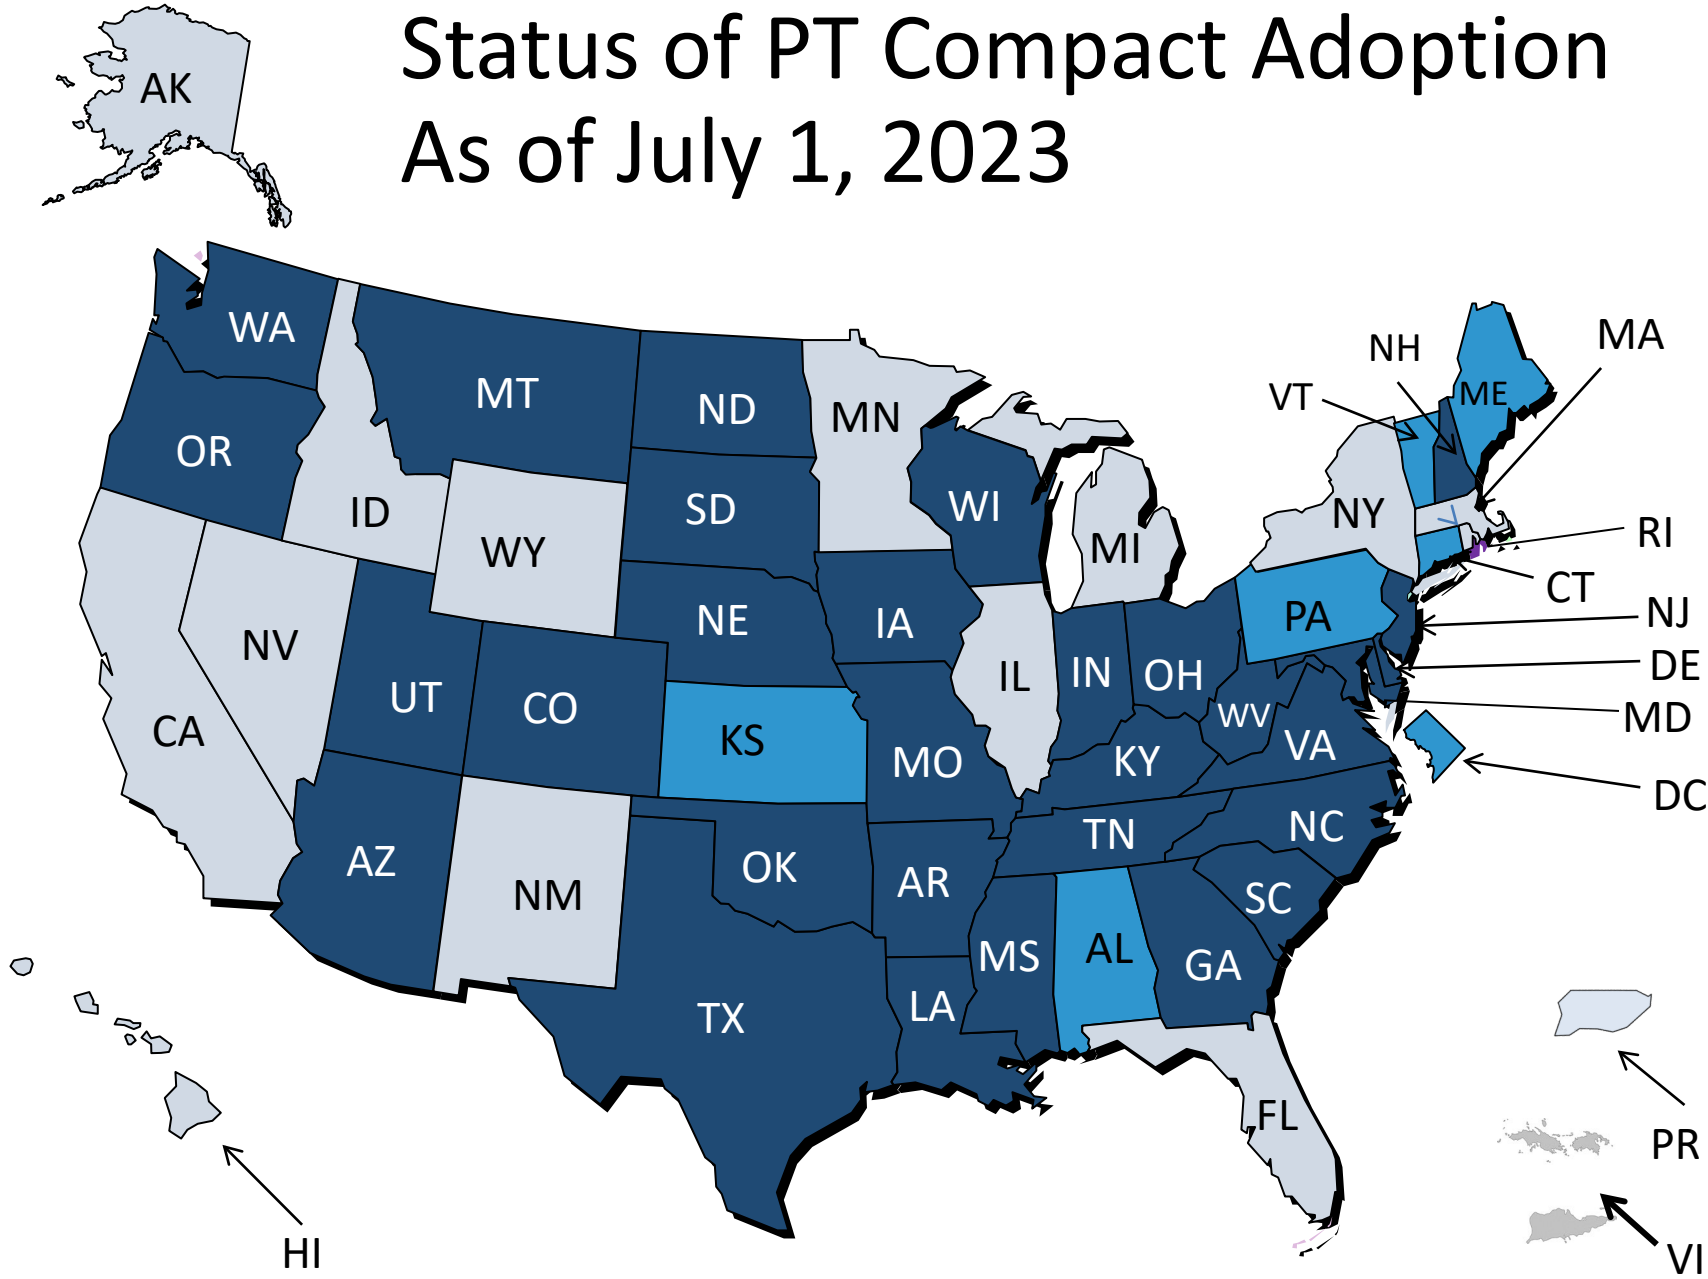 Status of PT Compact Adoption
As of July 1, 2023
AK
WA
MT
ND
MN
NH
MA
VT
ME
OR
ID
SD
WI
NY
WY
MI
RI
CT
NE
IA
PA
NJ
NV
IL
IN
OH
DE
UT
CO
WV
MD
CA
KS
MO
KY
VA
DC
AZ
OK
TN
NC
NM
AR
SC
MS
AL
GA
TX
LA
FL
PR
HI
VI